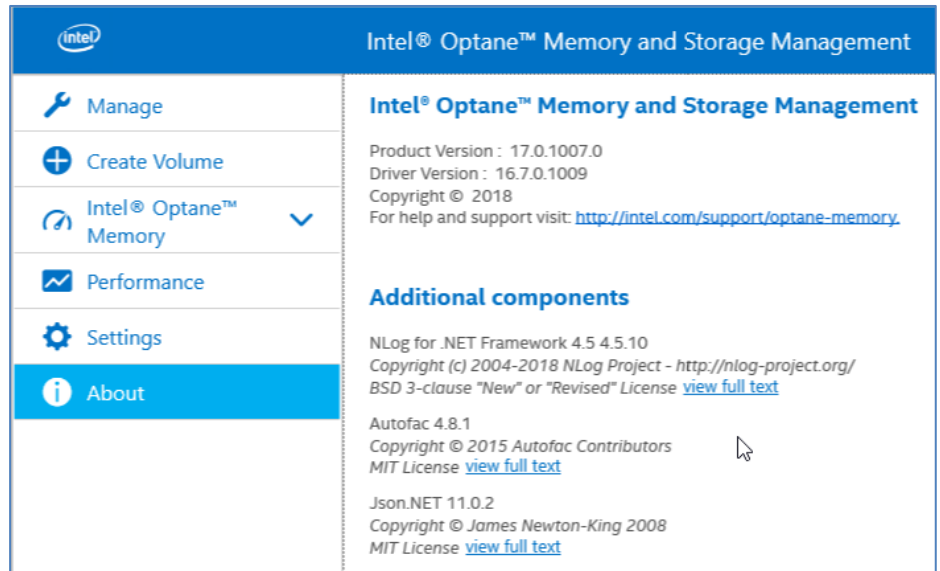 intel
Intel® Optane™ Memory and Storage Management
Manage
Create Volume
Intel® Optane™
Memory
Performance
Settings
About
Intel® Optane™ Memory and Storage Management
Product Version : 17.0.1007.0
Driver Version : 16.7.0.1009
Copyright © 2018
For help and support visit: http://intel.com/support/optane-memory.
Additional components
NLog for .NET Framework 4.5 4.5.10
Copyright (c) 2004-2018 NLog Project - http://nlog-project.org/
BSD 3-clause "New" or "Revised" License view full text
Autofac 4.8.1
Copyright © 2015 Autofac Contributors
MIT License view full text
Json.NET 11.0.2
Copyright © James Newton-King 2008
MIT License view full text